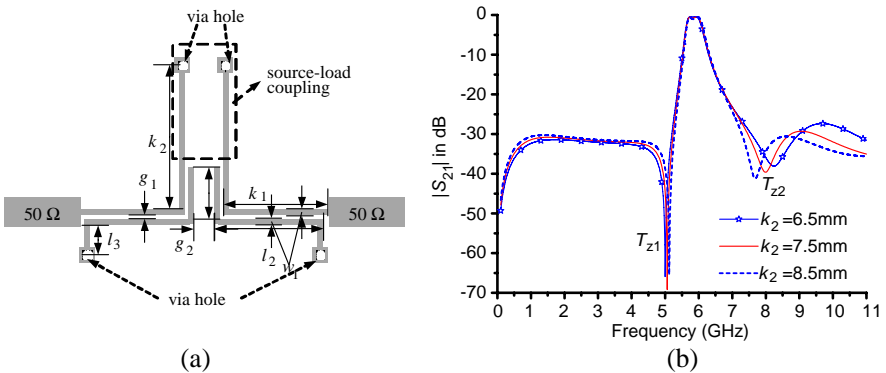 via hole
source-load
coupling
k2
g1
k1
50 Ω
50 Ω
l3
g2
l2
w1
via hole
(a)
|S21| in dB
0
-10
-20
-30
-40
-50
-60
-70
Tz1
Tz2
k2=6.5mm
k2=7.5mm
k2=8.5mm
0 1 2 3 4 5 6 7 8 9 10 11
Frequency (GHz)
(b)